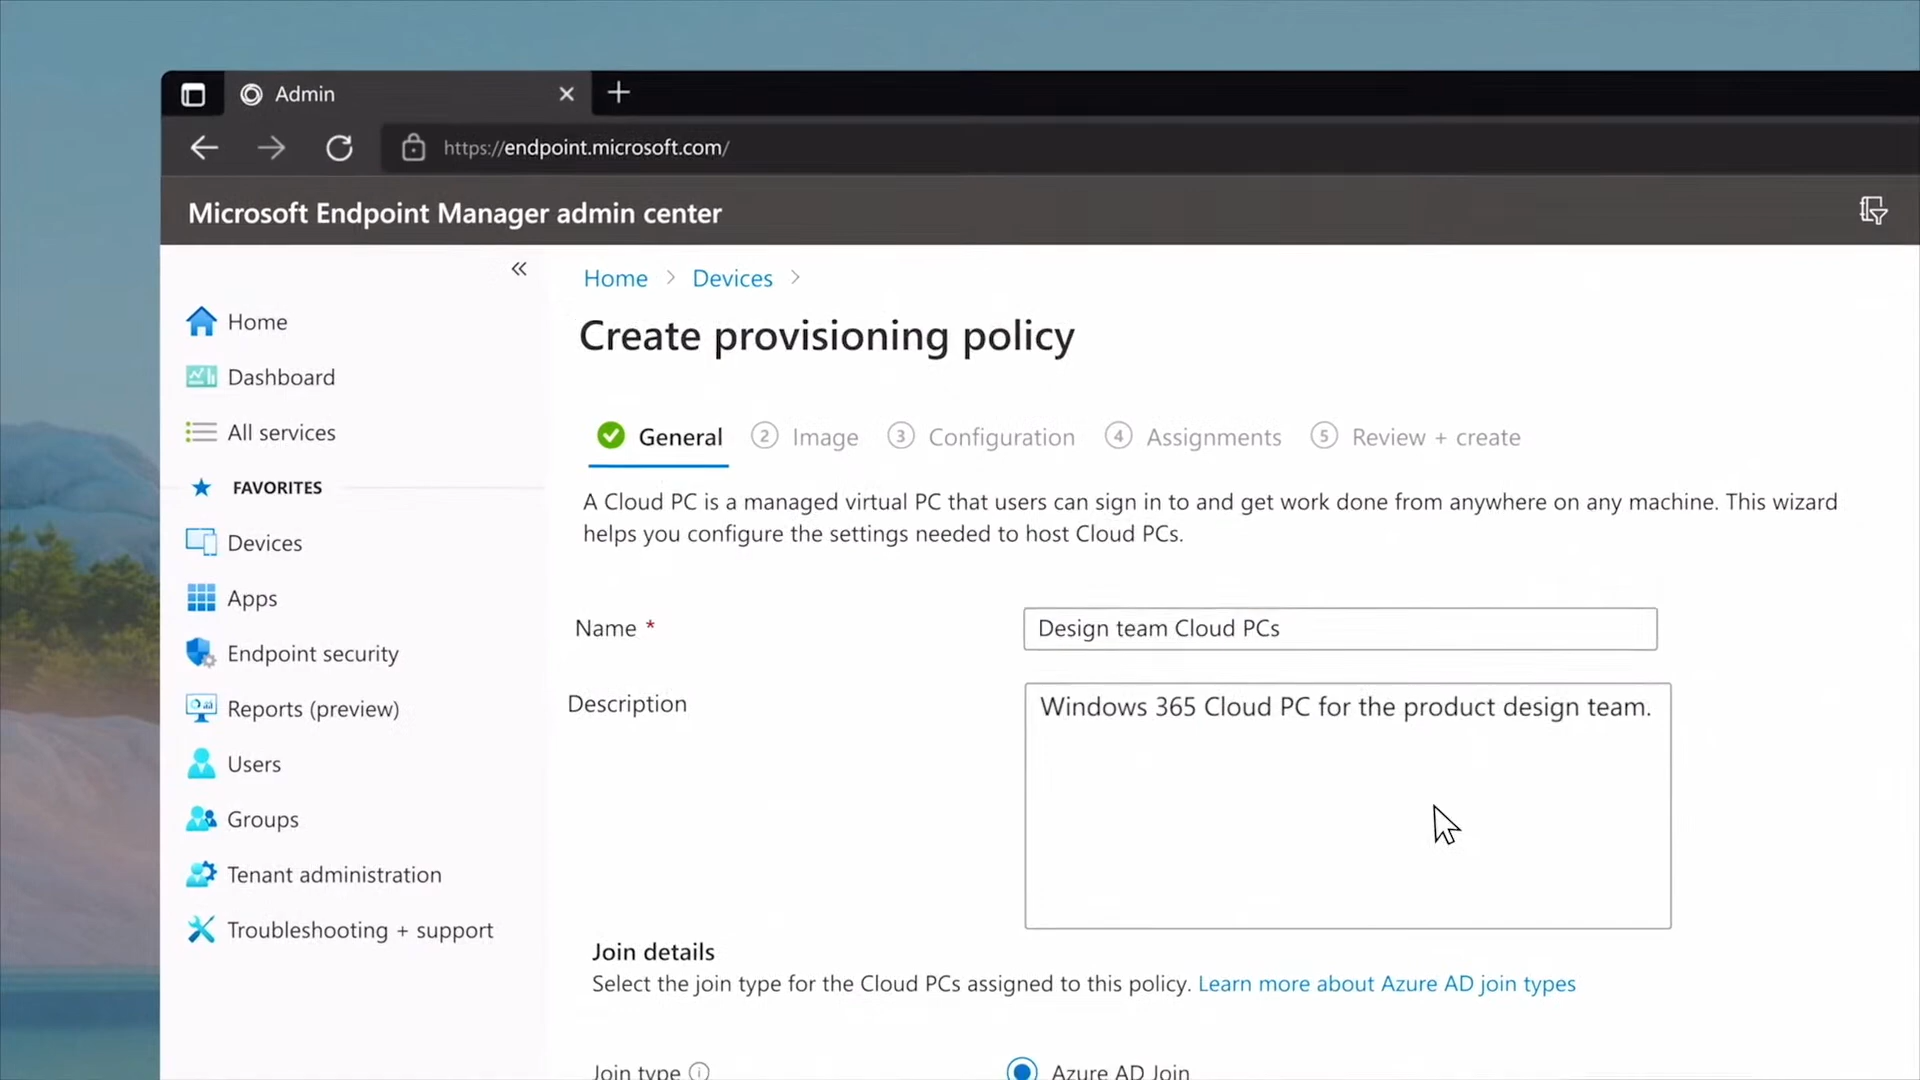 Admin
https://endpoint.microsoft.com/
Microsoft Endpoint Manager admin center
Home
Dashboard
All services
FAVORITES
Devices
Apps
Endpoint security
Reports (preview)
Users
Groups
Tenant administration
Troubleshooting + support
Home > Devices >
Create provisioning policy
General 2 Image 3 Configuration 4 Assignments 5 Review + create
A Cloud PC is a managed virtual PC that users can sign in to and get work done from anywhere on any machine. This wizard
helps you configure the settings needed to host Cloud PCs.
Name * Design team Cloud PCs
Description Windows 365 Cloud PC for the product design team.
Join details
Select the join type for the Cloud PCs assigned to this policy. Learn more about Azure AD join types
Join type Azure AD Join